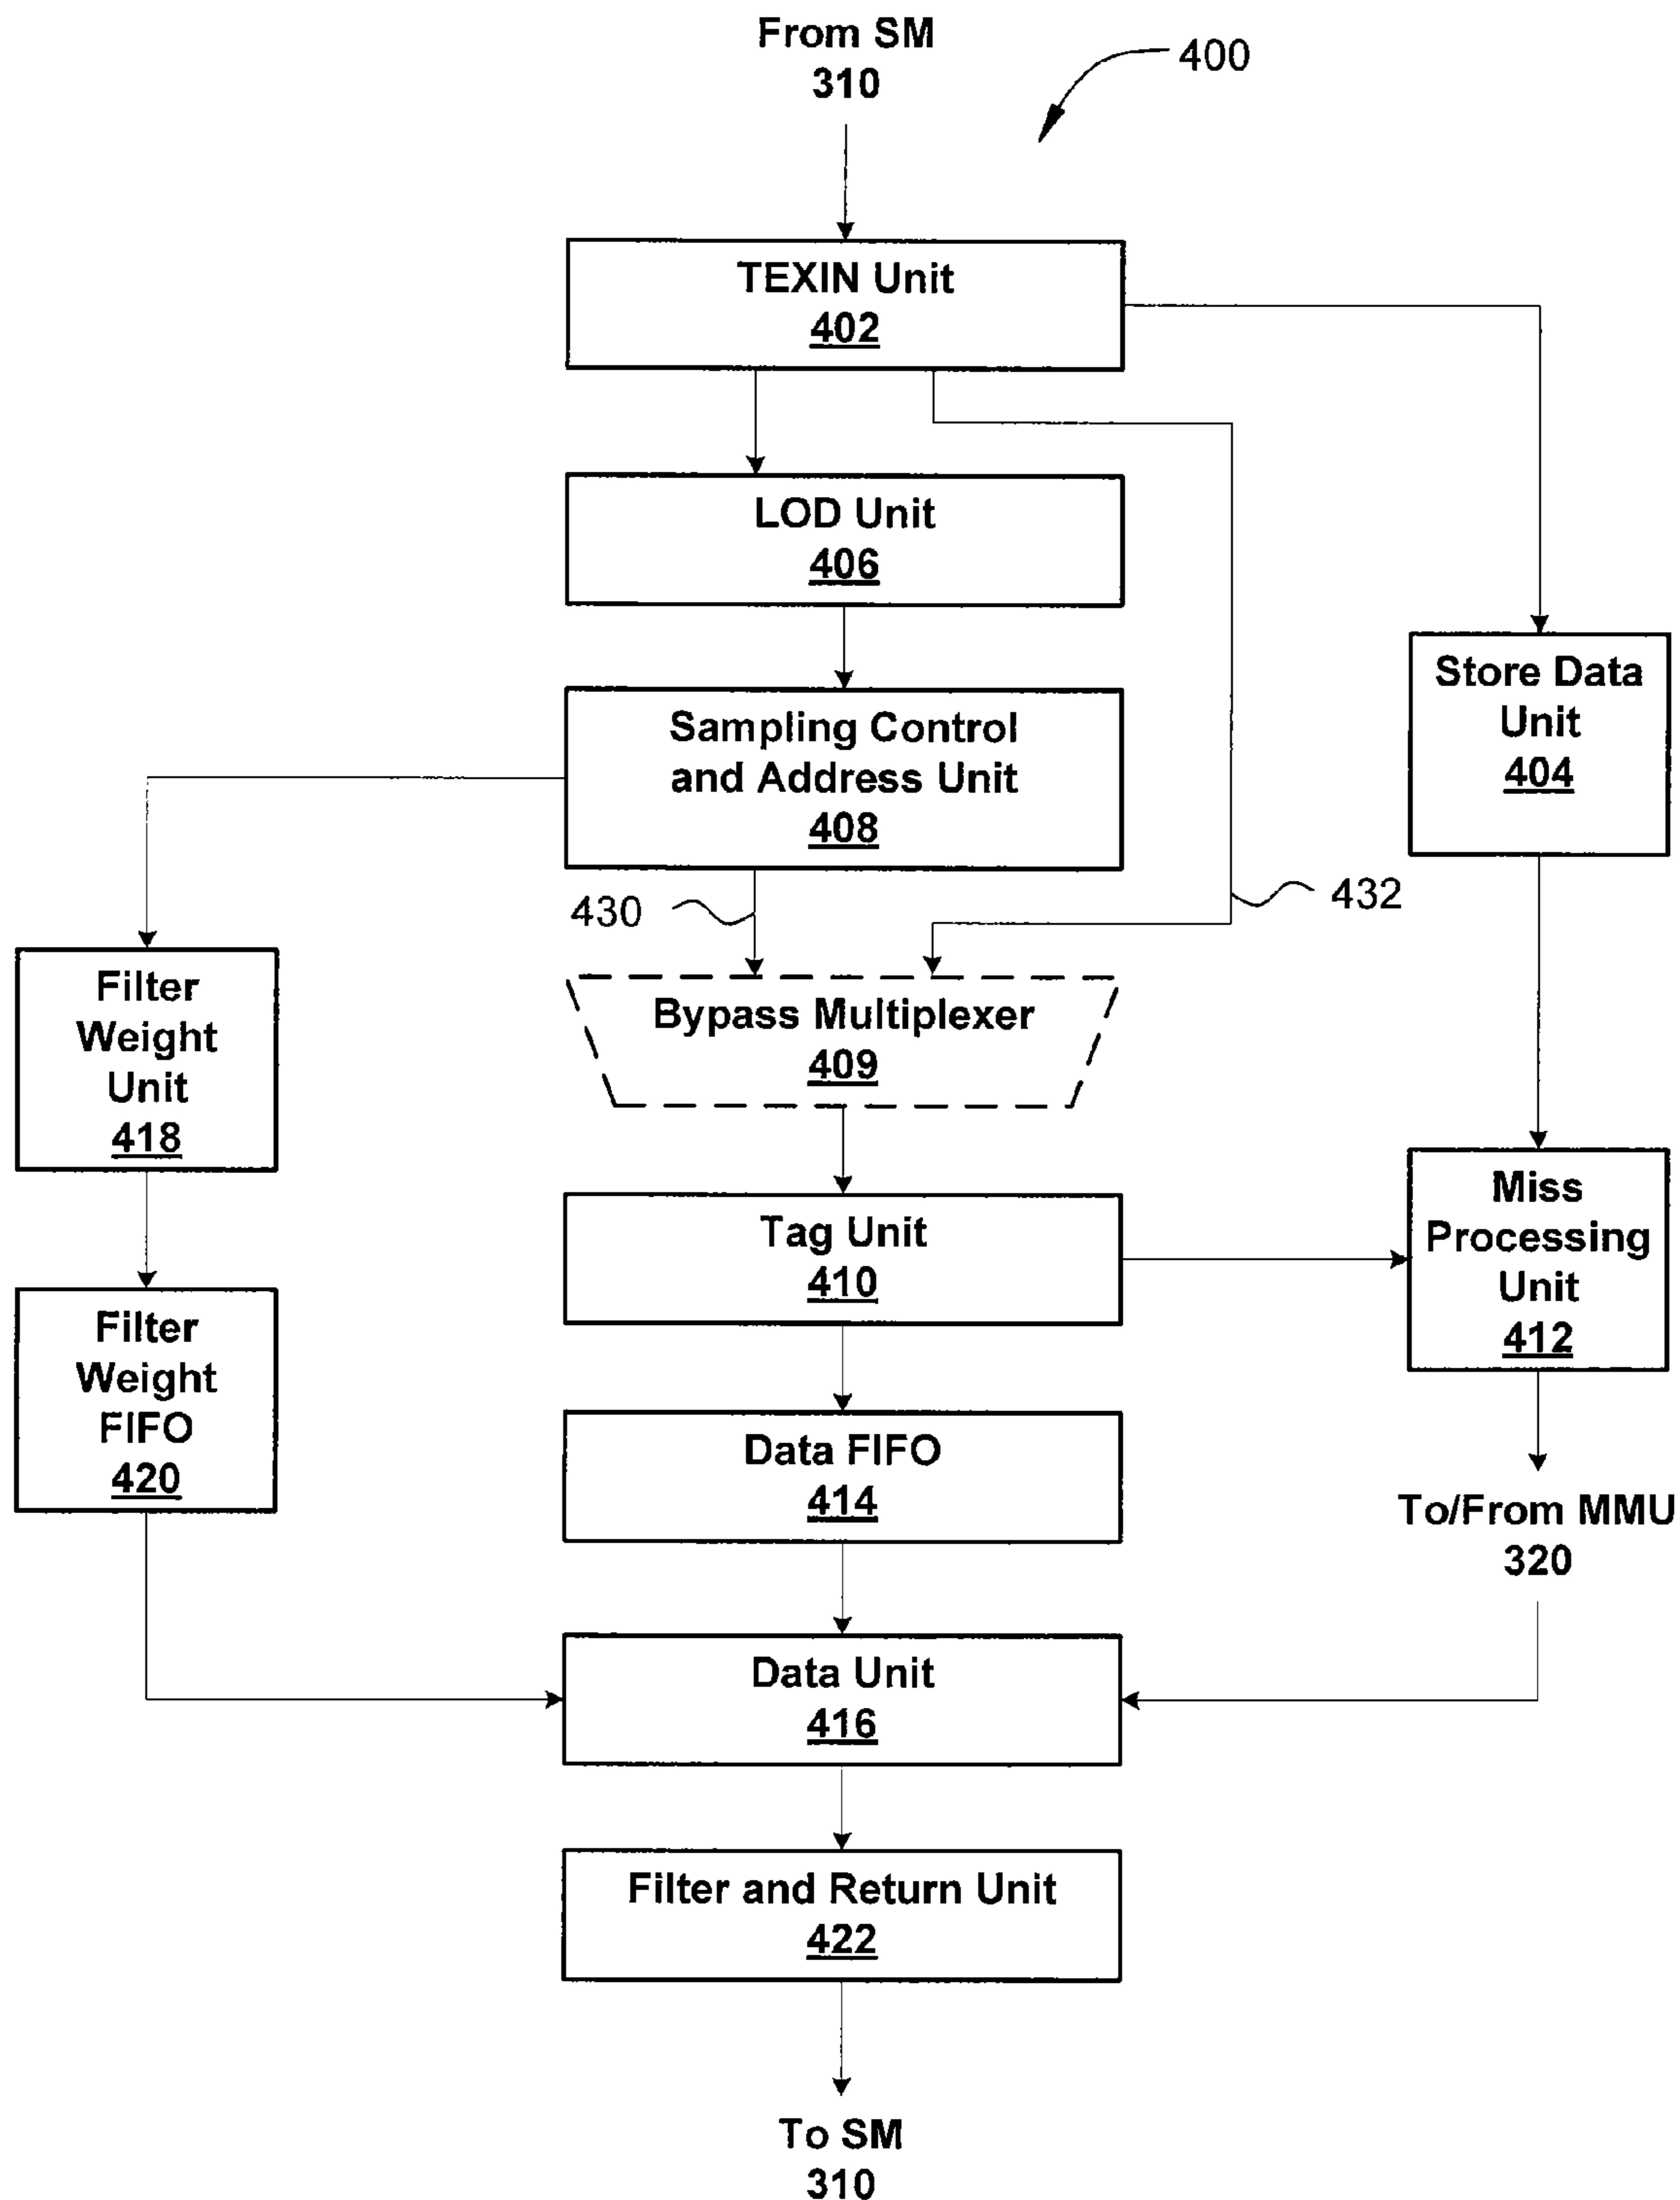 From SM
310
400
TEXIN Unit
402
LOD Unit
406
Sampling Control
and Address Unit
408
Store Data
Unit
404
430
432
Filter
Weight
Unit
418
Bypass Multiplexer
409
Tag Unit
410
Miss
Processing
Unit
412
Filter
Weight
FIFO
420
Data FIFO
414
To/From MMU
320
Data Unit
416
Filter and Return Unit
422
To SM
310